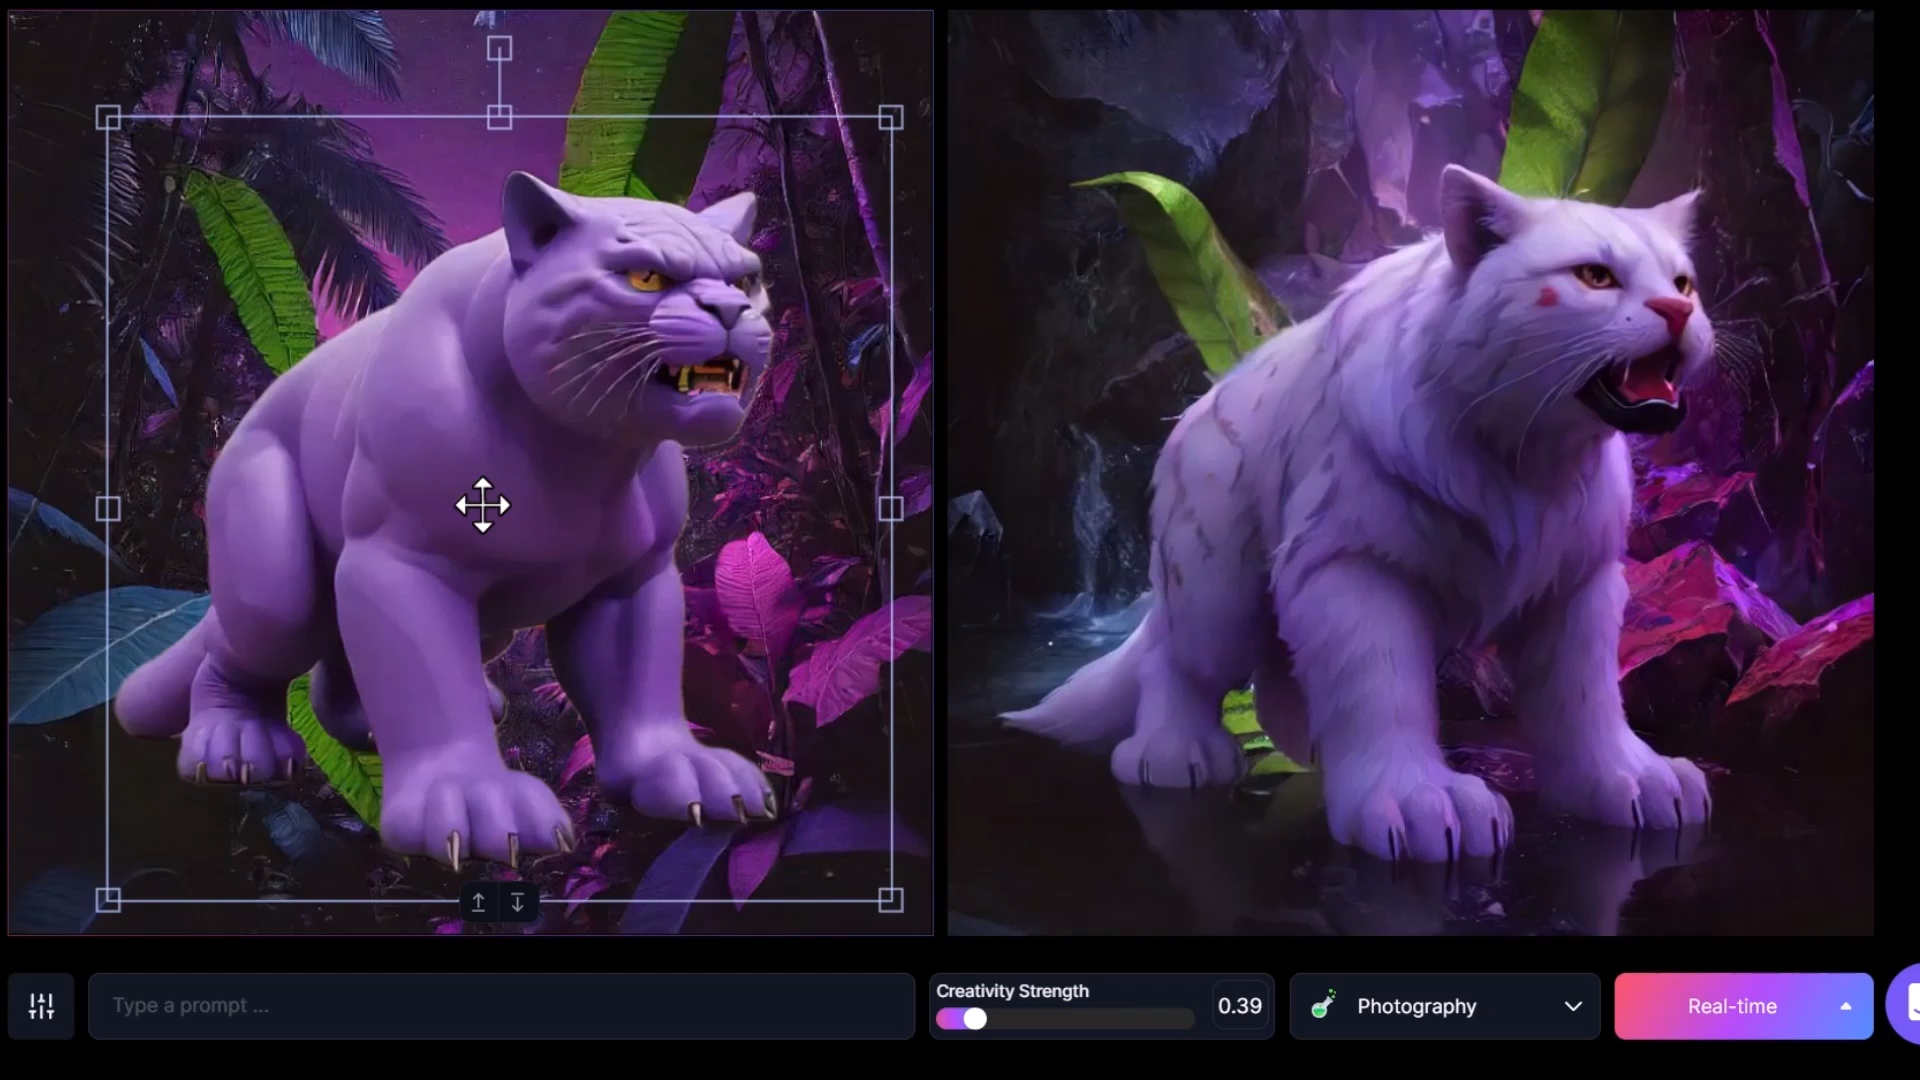 Type a prompt ...
Creativity Strength
0.39
Photography
Real-time